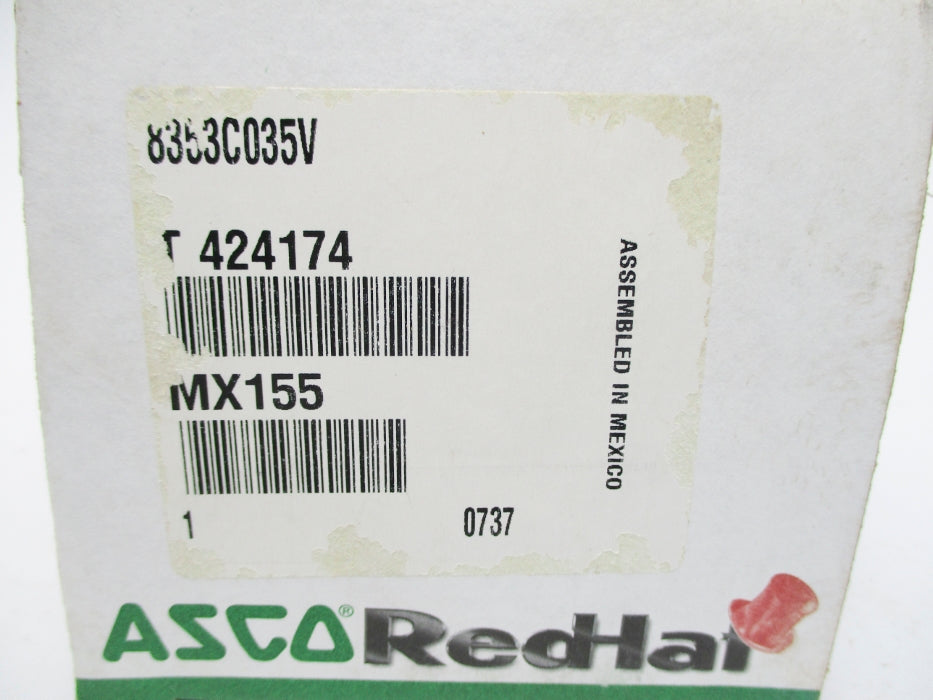 8353C035V
T 424174
MX155
1 0737
ASSEMBLED IN MEXICO
ASCO® RedHat